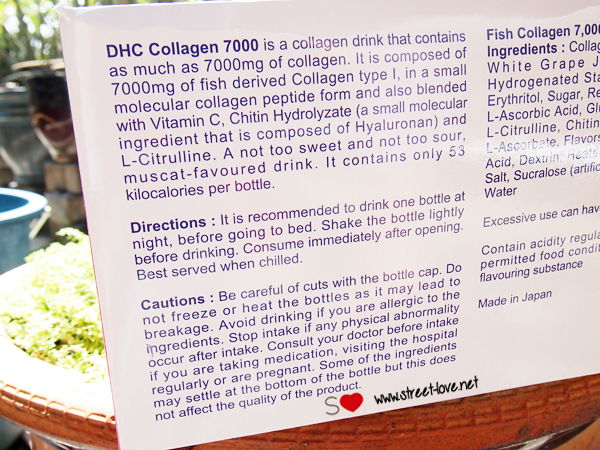 DHC Collagen 7000 is a collagen drink that contains
as much as 7000mg of collagen. It is composed of
7000mg of fish derived Collagen type I, in a small
molecular collagen peptide form and also blended
with Vitamin C, Chitin Hydrolyzate (a small molecular
ingredient that is composed of Hyaluronan) and
L-Citrulline. A not too sweet and not too sour,
muscat-favoured drink. It contains only 53
kilocalories per bottle.
Directions : It is recommended to drink one bottle at
night, before going to bed. Shake the bottle lightly
before drinking. Consume immediately after opening.
Best served when chilled.
Cautions : Be careful of cuts with the bottle cap. Do
not freeze or heat the bottles as it may lead to
breakage. Avoid drinking if you are allergic to the
ingredients. Stop intake if any physical abnormality
occur after intake. Consult your doctor before intake
if you are taking medication, visiting the hospital
regularly or are pregnant. Some of the ingredients
may settle at the bottom of the bottle but this does
not affect the quality of the product.
Fish Collagen 7,00
Ingredients : Colla
White Grape J
Hydrogenated Sta
Erythritol, Sugar, Re
L-Ascorbic Acid, Gl
L-Citrulline, Chitin
L-Ascorbate, Flavors
Acid, Dextrin,
Salt, Sucralose (artific
Water
Excessive use can hav
Contain acidity regula
permitted food condit
flavouring substance
Made in Japan
S www.street-love.net